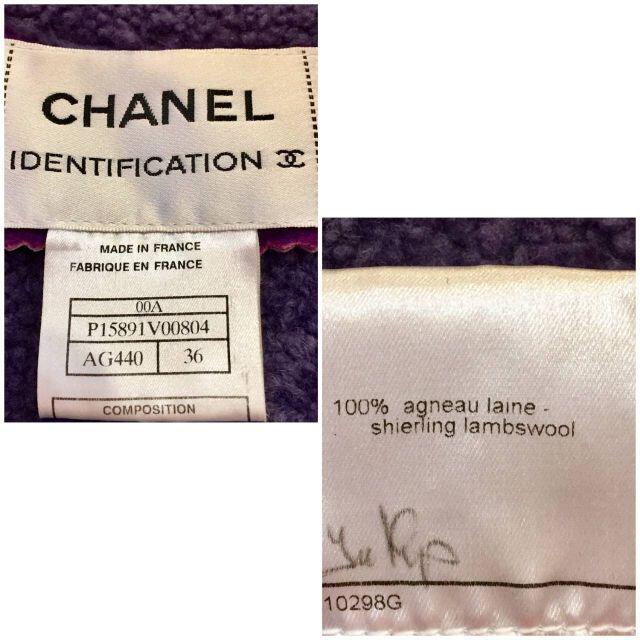 CHANEL
IDENTIFICATION
MADE IN FRANCE
FABRIQUE EN FRANCE
00A
P15891V00804
AG440 36
COMPOSITION
100% agneau laine -
shierling lambswool
10298G